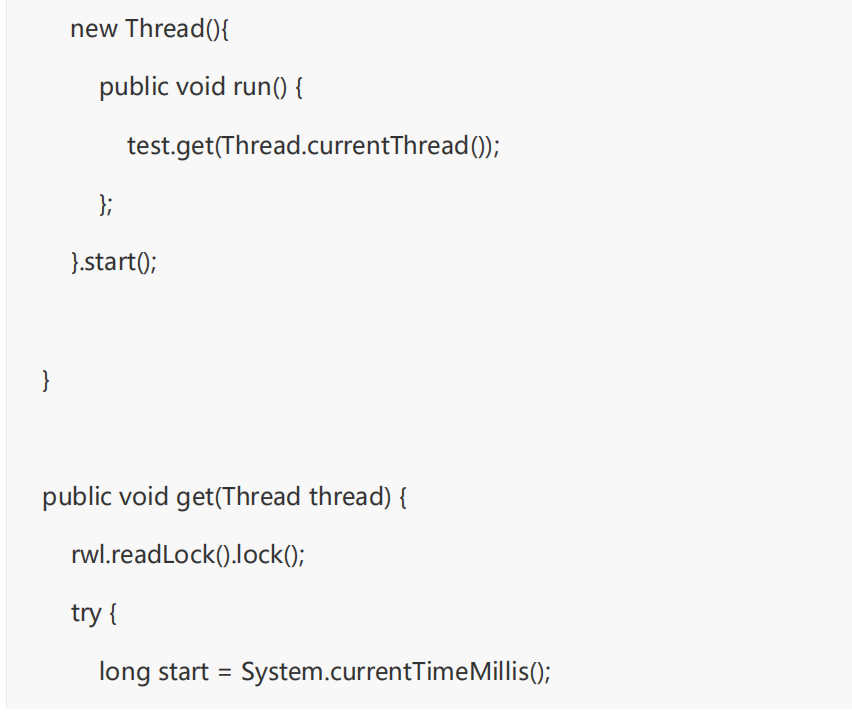 new Thread(){
public void run() {
test.get(Thread.currentThread());
};
}.start();
}
public void get(Thread thread) {
rwl.readLock().lock();
try {
long start = System.currentTimeMillis();